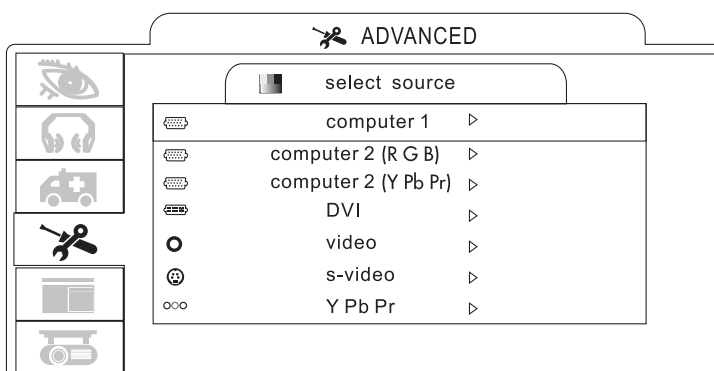 ADVANCED
select source
computer 1
computer 2 (R G B)
computer 2 (Y Pb Pr)
DVI
video
s-video
Y Pb Pr